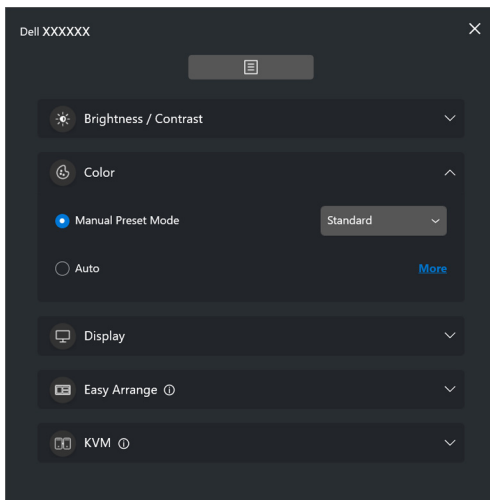 Dell XXXXXX
Brightness / Contrast
Color
Manual Preset Mode Standard
Auto More
Display
Easy Arrange
KVM